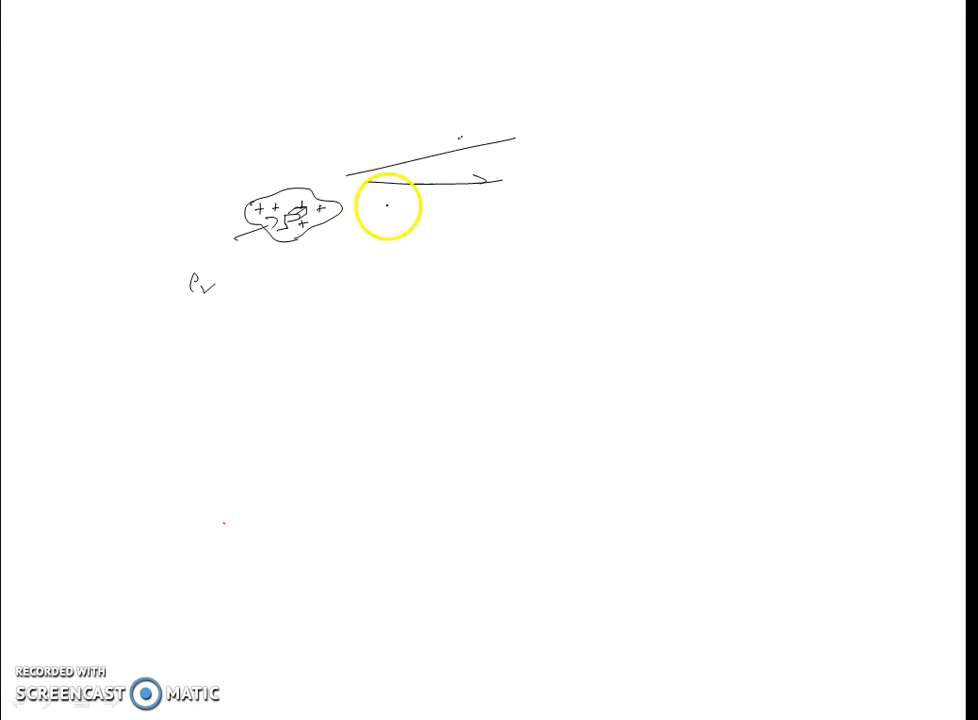 + + + +
+
ρv
RECORDED WITH
SCREENCAST MATIC